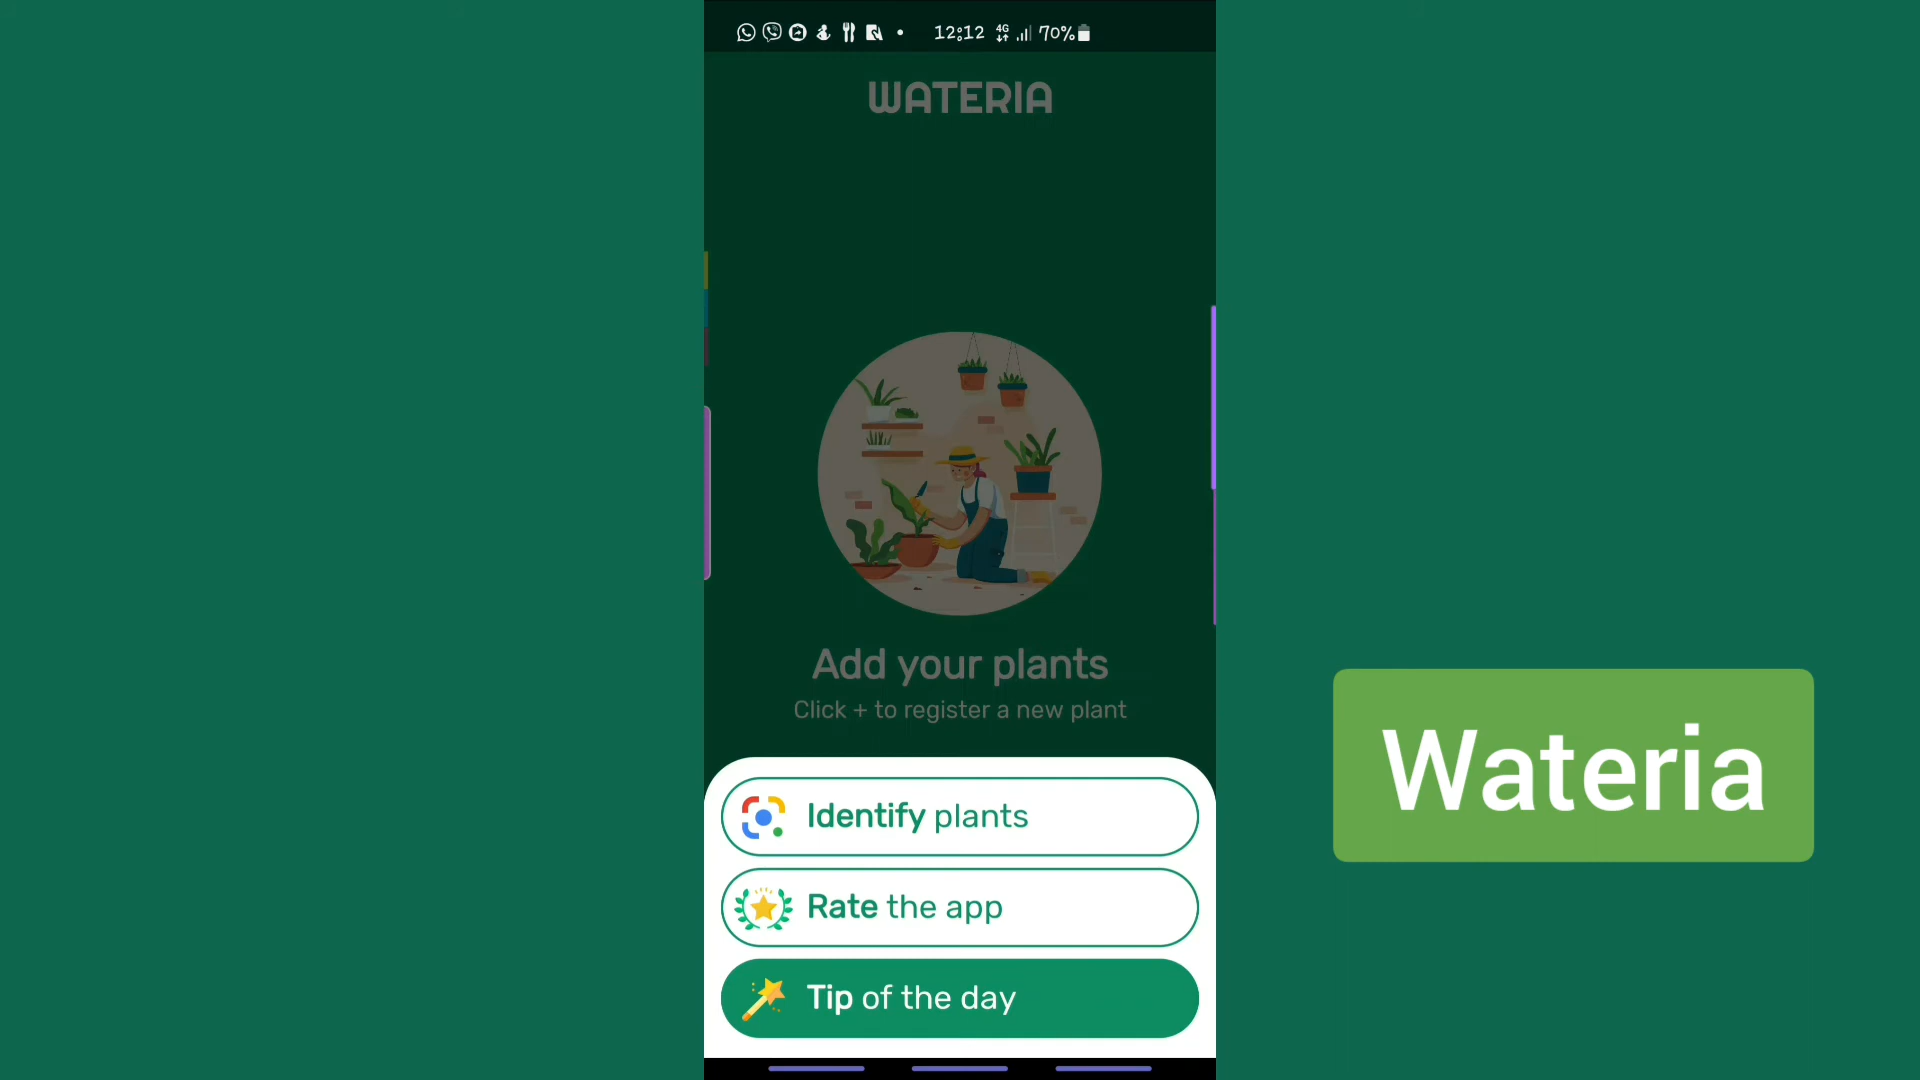 12:12 4G 70%
WATERIA
Add your plants
Click + to register a new plant
Identify plants
Rate the app
Tip of the day
Wateria